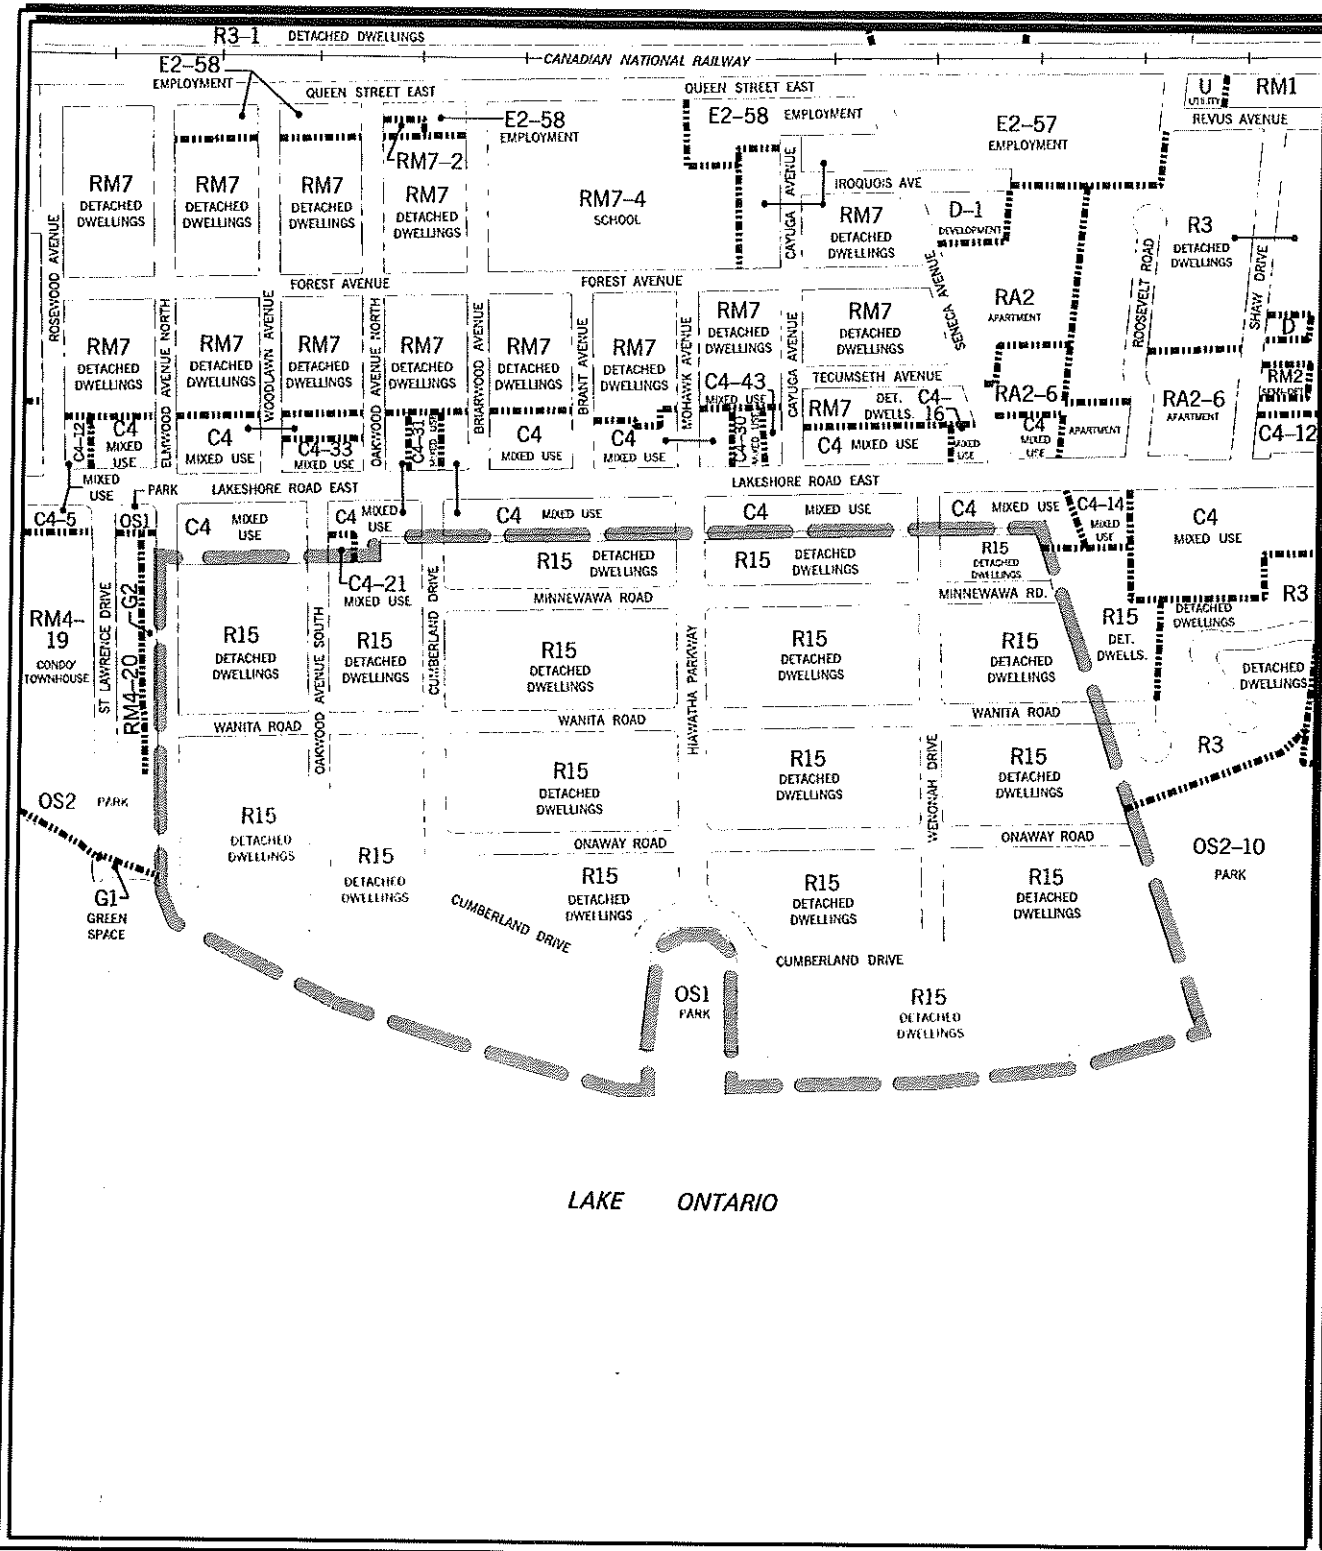 R3-1 DETACHED DWELLINGS
CANADIAN NATIONAL RAILWAY
E2-58
EMPLOYMENT
QUEEN STREET EAST
QUEEN STREET EAST
U
UTILITY
RM1
REVUS AVENUE
E2-58
EMPLOYMENT
E2-58 EMPLOYMENT
E2-57
EMPLOYMENT
RM7-2
RM7
DETACHED
DWELLINGS
RM7
DETACHED
DWELLINGS
RM7
DETACHED
DWELLINGS
RM7
DETACHED
DWELLINGS
RM7-4
SCHOOL
CAYUGA AVENUE
IROQUOIS AVE
RM7
DETACHED
DWELLINGS
D-1
DEVELOPMENT
R3
DETACHED
DWELLINGS
ROSEWOOD AVENUE
FOREST AVENUE
FOREST AVENUE
SENECA AVENUE
ROOSEVELT ROAD
SHAW DRIVE
ELMWOOD AVENUE NORTH
WOODLAWN AVENUE
OAKWOOD AVENUE NORTH
BRIARWOOD AVENUE
BRANT AVENUE
MOHAWK AVENUE
CAYUGA AVENUE
RM7
DETACHED
DWELLINGS
RM7
DETACHED
DWELLINGS
RM7
DETACHED
DWELLINGS
RM7
DETACHED
DWELLINGS
RM7
DETACHED
DWELLINGS
RM7
DETACHED
DWELLINGS
RM7
DETACHED
DWELLINGS
RM7
DETACHED
DWELLINGS
RA2
APARTMENT
D
RM2
TECUMSETH AVENUE
C4-43
MIXED USE
RM7
DET.
DWELLS.
C4-
16
MIXED
USE
RA2-6
APARTMENT
RA2-6
APARTMENT
C4-12
C4-12
MIXED
USE
C4
MIXED
USE
C4
MIXED USE
C4-33
MIXED USE
C4-31
MIXED USE
C4
MIXED USE
C4
MIXED USE
C4-30
MIXED USE
C4 MIXED USE
C4
MIXED
USE
PARK
LAKESHORE ROAD EAST
LAKESHORE ROAD EAST
C4-5
OS1
C4
MIXED
USE
C4
MIXED
USE
C4 MIXED USE
C4 MIXED USE
C4 MIXED USE
C4-14
MIXED
USE
C4
MIXED USE
C4-21
MIXED USE
R15
DETACHED
DWELLINGS
R15
DETACHED
DWELLINGS
R15
DETACHED
DWELLINGS
MINNEWAWA ROAD
MINNEWAWA RD.
R3
RM4-
19
CONDO/
TOWNHOUSE
ST LAWRENCE DRIVE
RM4-20
G2
R15
DETACHED
DWELLINGS
OAKWOOD AVENUE SOUTH
R15
DETACHED
DWELLINGS
CUMBERLAND DRIVE
R15
DETACHED
DWELLINGS
HIAWATHA PARKWAY
R15
DETACHED
DWELLINGS
R15
DETACHED
DWELLINGS
R15
DET.
DWELLS.
DETACHED
DWELLINGS
DETACHED
DWELLINGS
WANITA ROAD
WANITA ROAD
WANITA ROAD
R3
OS2 PARK
G1
GREEN
SPACE
R15
DETACHED
DWELLINGS
R15
DETACHED
DWELLINGS
R15
DETACHED
DWELLINGS
R15
DETACHED
DWELLINGS
WENONAH DRIVE
R15
DETACHED
DWELLINGS
ONAWAY ROAD
ONAWAY ROAD
OS2-10
PARK
CUMBERLAND DRIVE
R15
DETACHED
DWELLINGS
R15
DETACHED
DWELLINGS
R15
DETACHED
DWELLINGS
CUMBERLAND DRIVE
OS1
PARK
R15
DETACHED
DWELLINGS
LAKE ONTARIO